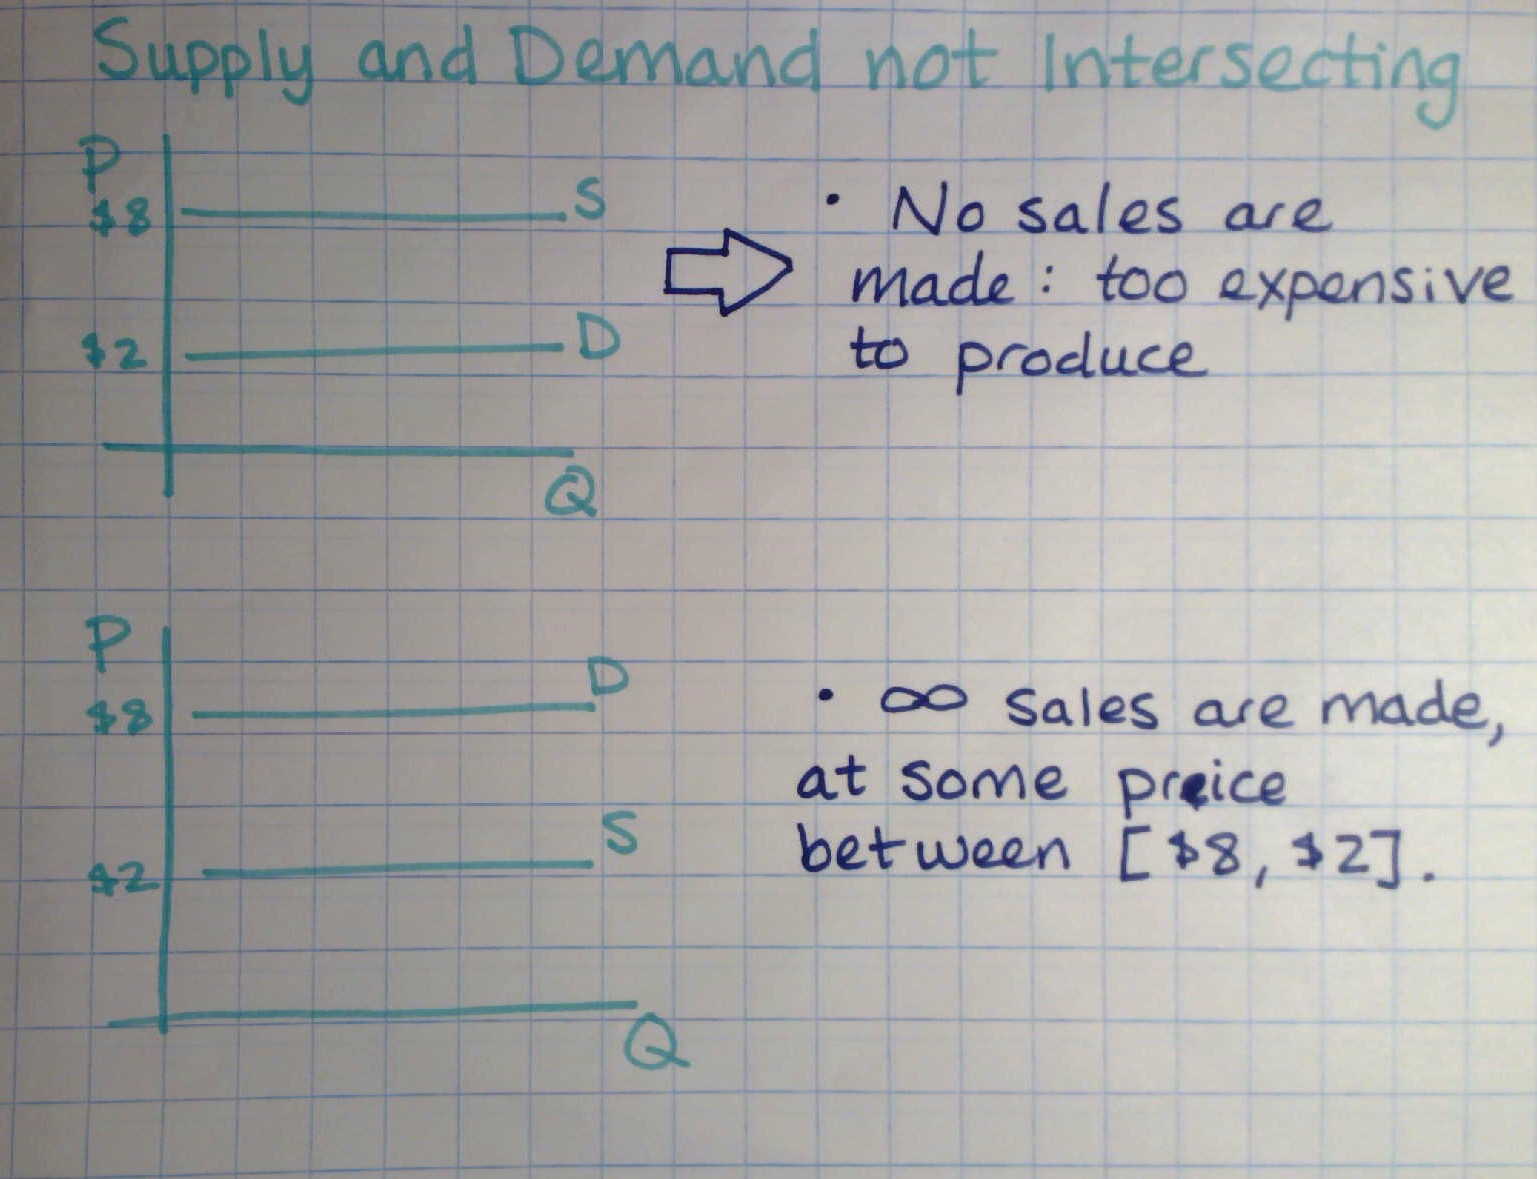 Supply and Demand not Intersecting
P
$8
S
$2
D
Q
• No sales are
made: too expensive
to produce
P
$8
D
$2
S
Q
• ∞ sales are made,
at some price
between [$8, $2].